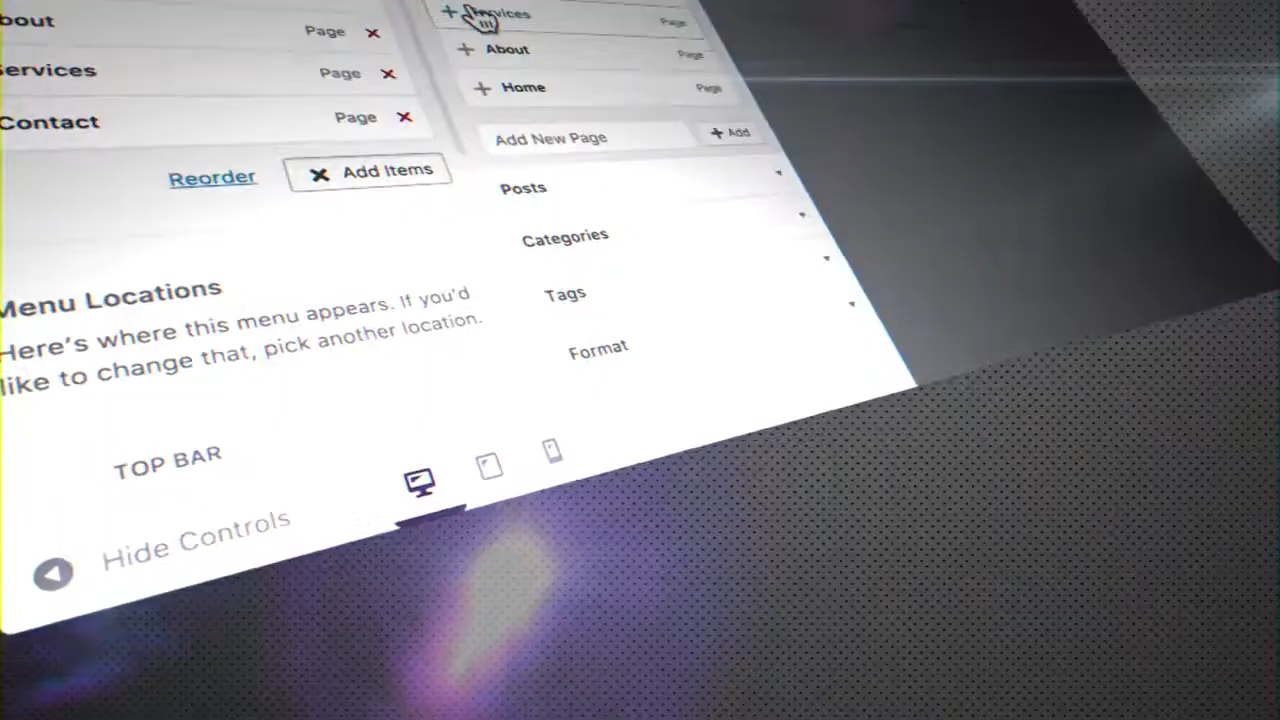 bout Page
ervices Page
Contact Page
Reorder Add Items
Menu Locations
Here's where this menu appears. If you'd
like to change that, pick another location.
TOP BAR
Hide Controls
Services Page
About Page
Home Page
Add New Page Add
Posts
Categories
Tags
Format